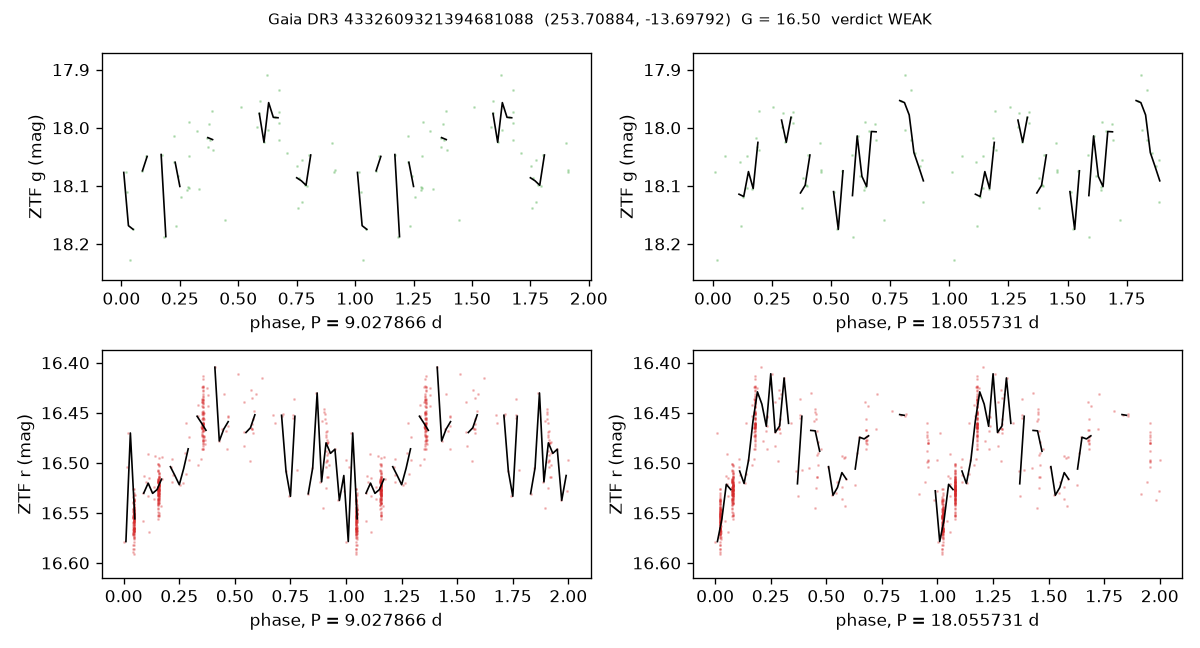 Gaia DR3 4332609321394681088  (253.70884, -13.69792)  G = 16.50  verdict WEAK
ZTF g (mag)
17.9
18.0
18.1
18.2
0.00 0.25 0.50 0.75 1.00 1.25 1.50 1.75 2.00
phase, P = 9.027866 d
ZTF g (mag)
17.9
18.0
18.1
18.2
0.00 0.25 0.50 0.75 1.00 1.25 1.50 1.75
phase, P = 18.055731 d
ZTF r (mag)
16.40
16.45
16.50
16.55
16.60
0.00 0.25 0.50 0.75 1.00 1.25 1.50 1.75 2.00
phase, P = 9.027866 d
ZTF r (mag)
16.40
16.45
16.50
16.55
16.60
0.00 0.25 0.50 0.75 1.00 1.25 1.50 1.75 2.00
phase, P = 18.055731 d